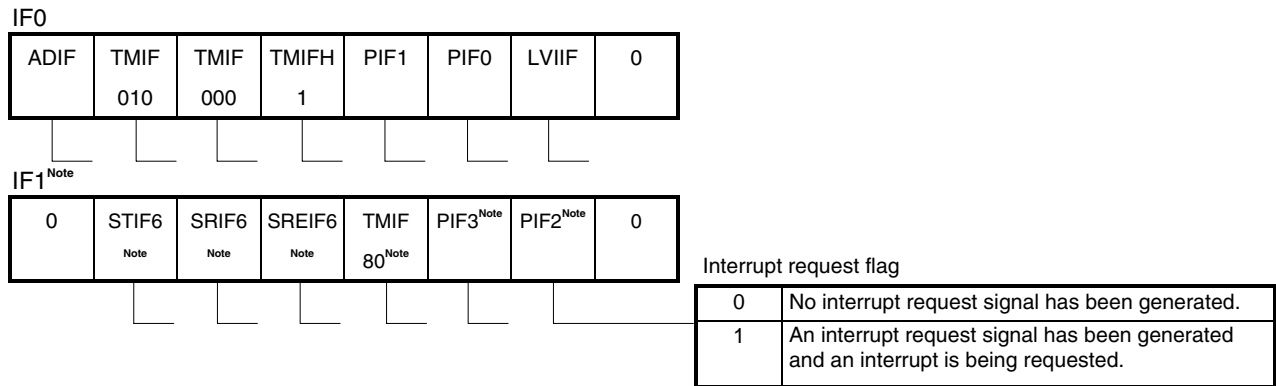 IF0
ADIF TMIF 010 TMIF 000 TMIFH 1 PIF1 PIF0 LVIIF 0
IF1Note
0 STIF6 Note SRIF6 Note SREIF6 Note TMIF 80Note PIF3Note PIF2Note 0
Interrupt request flag
0 No interrupt request signal has been generated.
1 An interrupt request signal has been generated
and an interrupt is being requested.